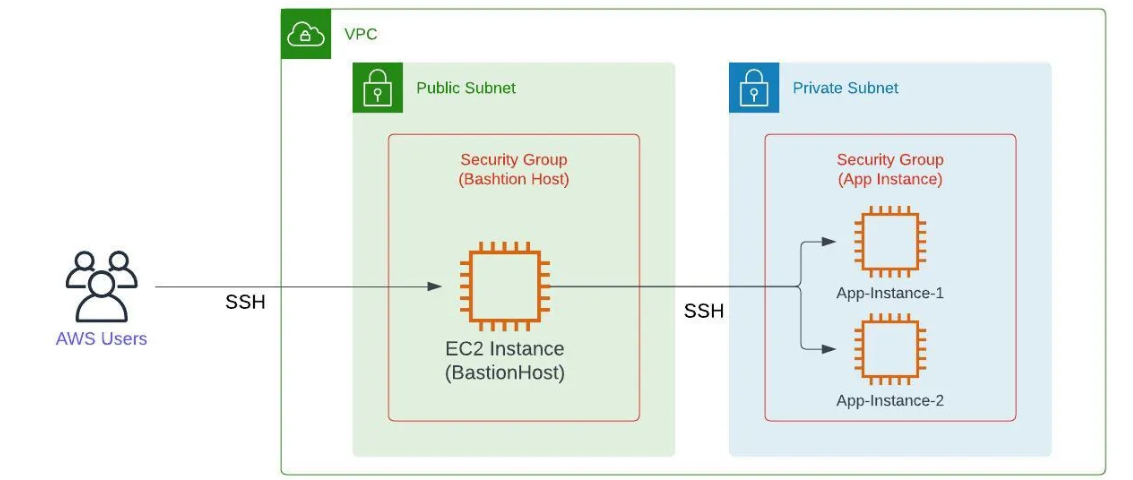 VPC
Public Subnet
Private Subnet
Security Group
(Bashtion Host)
Security Group
(App Instance)
AWS Users
SSH
EC2 Instance
(BastionHost)
SSH
App-Instance-1
App-Instance-2